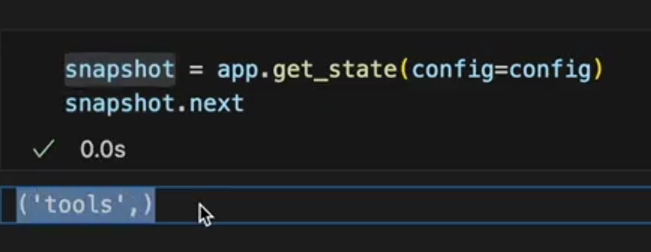 snapshot = app.get_state(config=config)
snapshot.next
0.0s
('tools',)